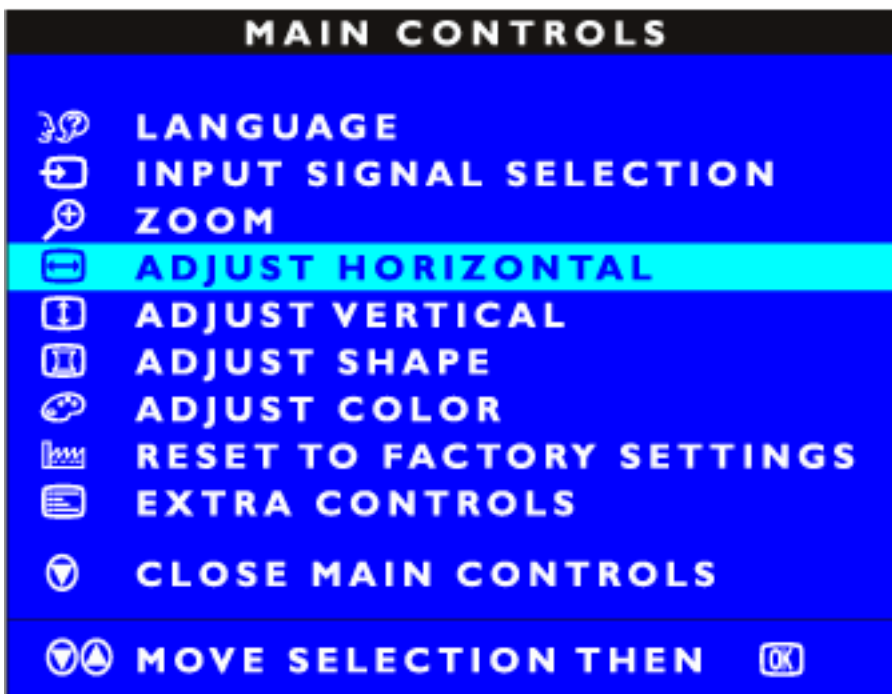 MAIN CONTROLS
LANGUAGE
INPUT SIGNAL SELECTION
ZOOM
ADJUST HORIZONTAL
ADJUST VERTICAL
ADJUST SHAPE
ADJUST COLOR
RESET TO FACTORY SETTINGS
EXTRA CONTROLS
CLOSE MAIN CONTROLS
MOVE SELECTION THEN OK